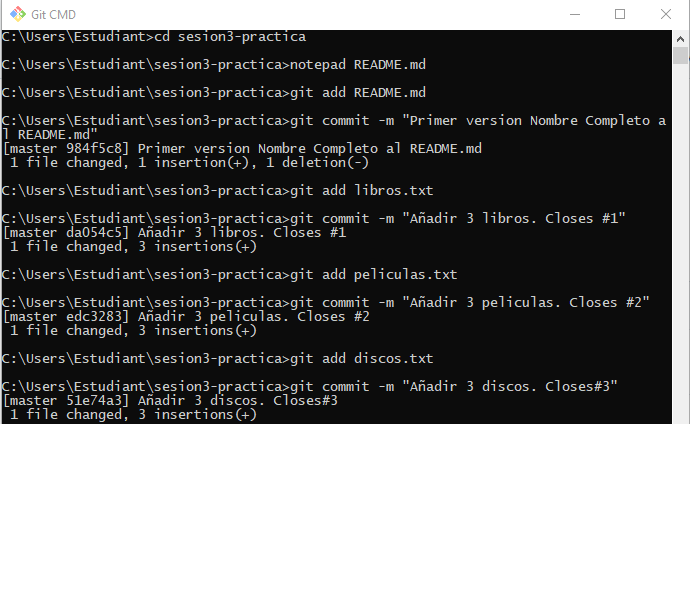 Git CMD
C:\Users\Estudiant>cd sesion3-practica
C:\Users\Estudiant\sesion3-practica>notepad README.md
C:\Users\Estudiant\sesion3-practica>git add README.md
C:\Users\Estudiant\sesion3-practica>git commit -m "Primer version Nombre Completo a
l README.md"
[master 984f5c8] Primer version Nombre Completo al README.md
 1 file changed, 1 insertion(+), 1 deletion(-)
C:\Users\Estudiant\sesion3-practica>git add libros.txt
C:\Users\Estudiant\sesion3-practica>git commit -m "Añadir 3 libros. Closes #1"
[master da054c5] Añadir 3 libros. Closes #1
 1 file changed, 3 insertions(+)
C:\Users\Estudiant\sesion3-practica>git add peliculas.txt
C:\Users\Estudiant\sesion3-practica>git commit -m "Añadir 3 peliculas. Closes #2"
[master edc3283] Añadir 3 peliculas. Closes #2
 1 file changed, 3 insertions(+)
C:\Users\Estudiant\sesion3-practica>git add discos.txt
C:\Users\Estudiant\sesion3-practica>git commit -m "Añadir 3 discos. Closes#3"
[master 51e74a3] Añadir 3 discos. Closes#3
 1 file changed, 3 insertions(+)